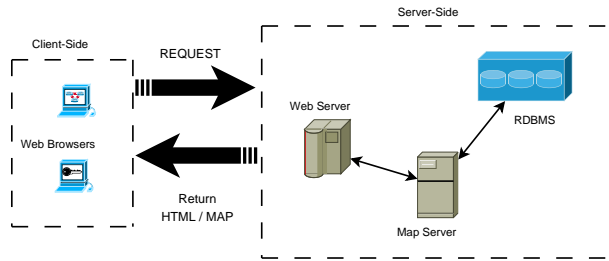 Server-Side
Client-Side
REQUEST
Web Server
RDBMS
Web Browsers
Return
HTML / MAP
Map Server